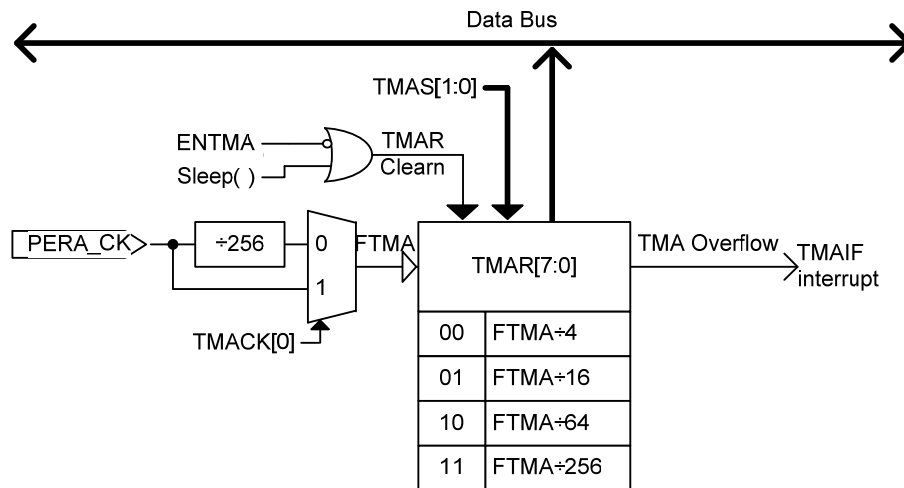 Data Bus
TMAS[1:0]
ENTMA
Sleep( )
TMAR
Clearn
PERA_CK
÷256
0
1
FTMA
TMACK[0]
TMAR[7:0]
TMA Overflow
TMAIF
interrupt
00 FTMA÷4
01 FTMA÷16
10 FTMA÷64
11 FTMA÷256